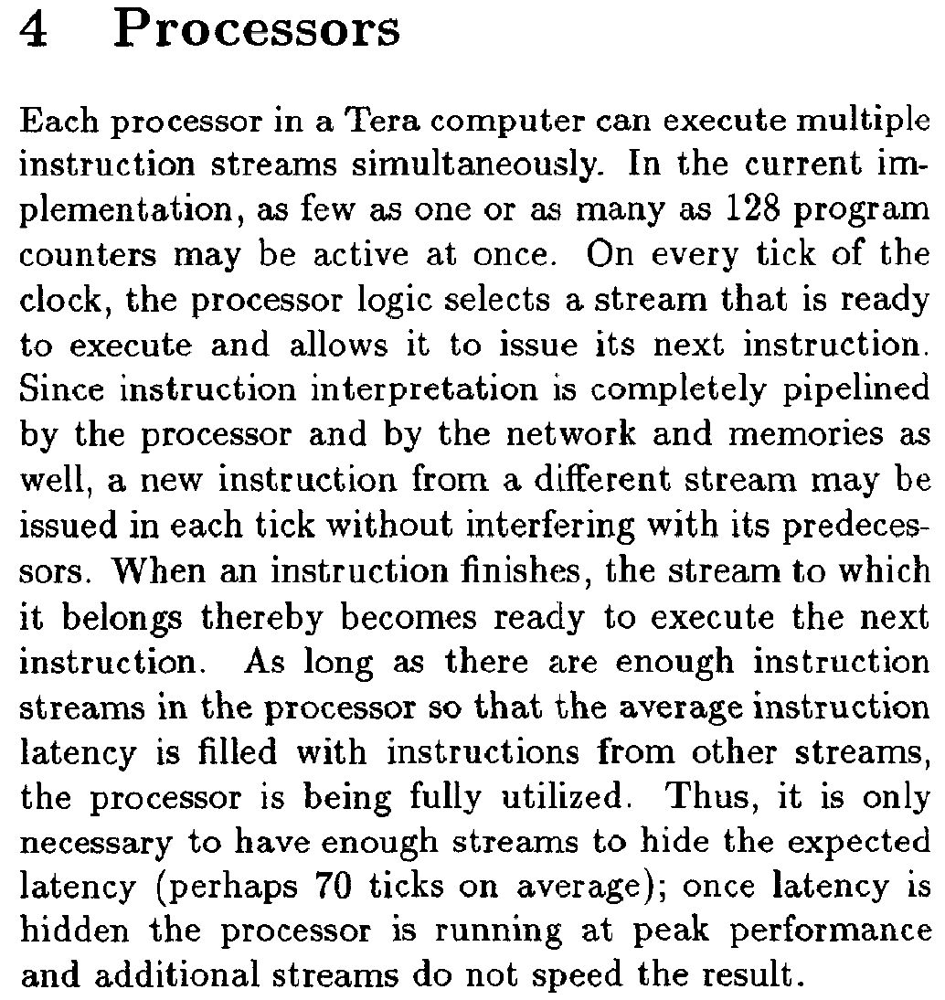 4 Processors
Each processor in a Tera computer can execute multiple
instruction streams simultaneously. In the current im-
plementation, as few as one or as many as 128 program
counters may be active at once. On every tick of the
clock, the processor logic selects a stream that is ready
to execute and allows it to issue its next instruction.
Since instruction interpretation is completely pipelined
by the processor and by the network and memories as
well, a new instruction from a different stream may be
issued in each tick without interfering with its predeces-
sors. When an instruction finishes, the stream to which
it belongs thereby becomes ready to execute the next
instruction. As long as there are enough instruction
streams in the processor so that the average instruction
latency is filled with instructions from other streams,
the processor is being fully utilized. Thus, it is only
necessary to have enough streams to hide the expected
latency (perhaps 70 ticks on average); once latency is
hidden the processor is running at peak performance
and additional streams do not speed the result.